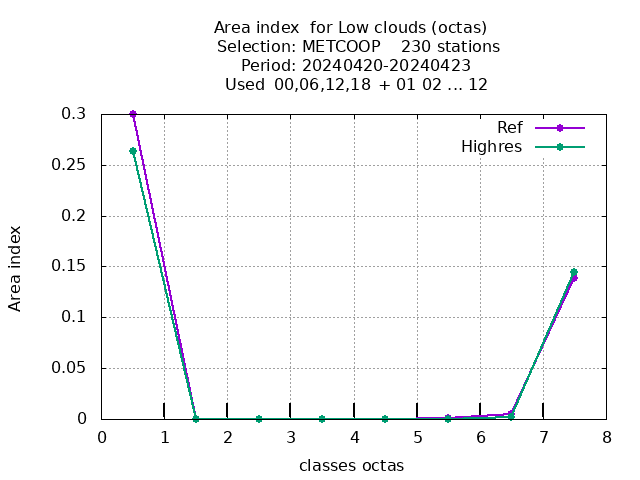 Area index  for Low clouds (octas)
Selection: METCOOP    230 stations
Period: 20240420-20240423
Used  00,06,12,18 + 01 02 ... 12
Ref
Highres
0.3
0.25
0.2
0.15
0.1
0.05
0
Area index
0 1 2 3 4 5 6 7 8
classes octas